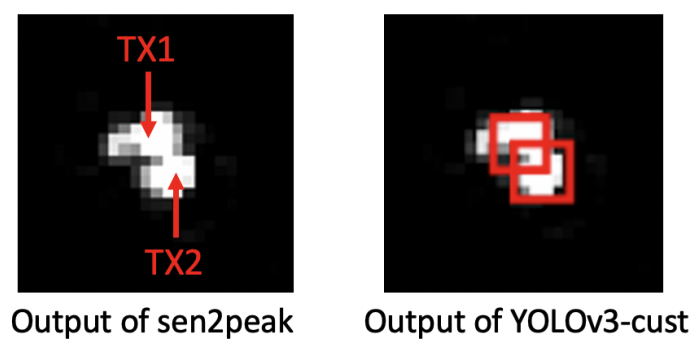 TX1
TX2
Output of sen2peak
Output of YOLOv3-cust